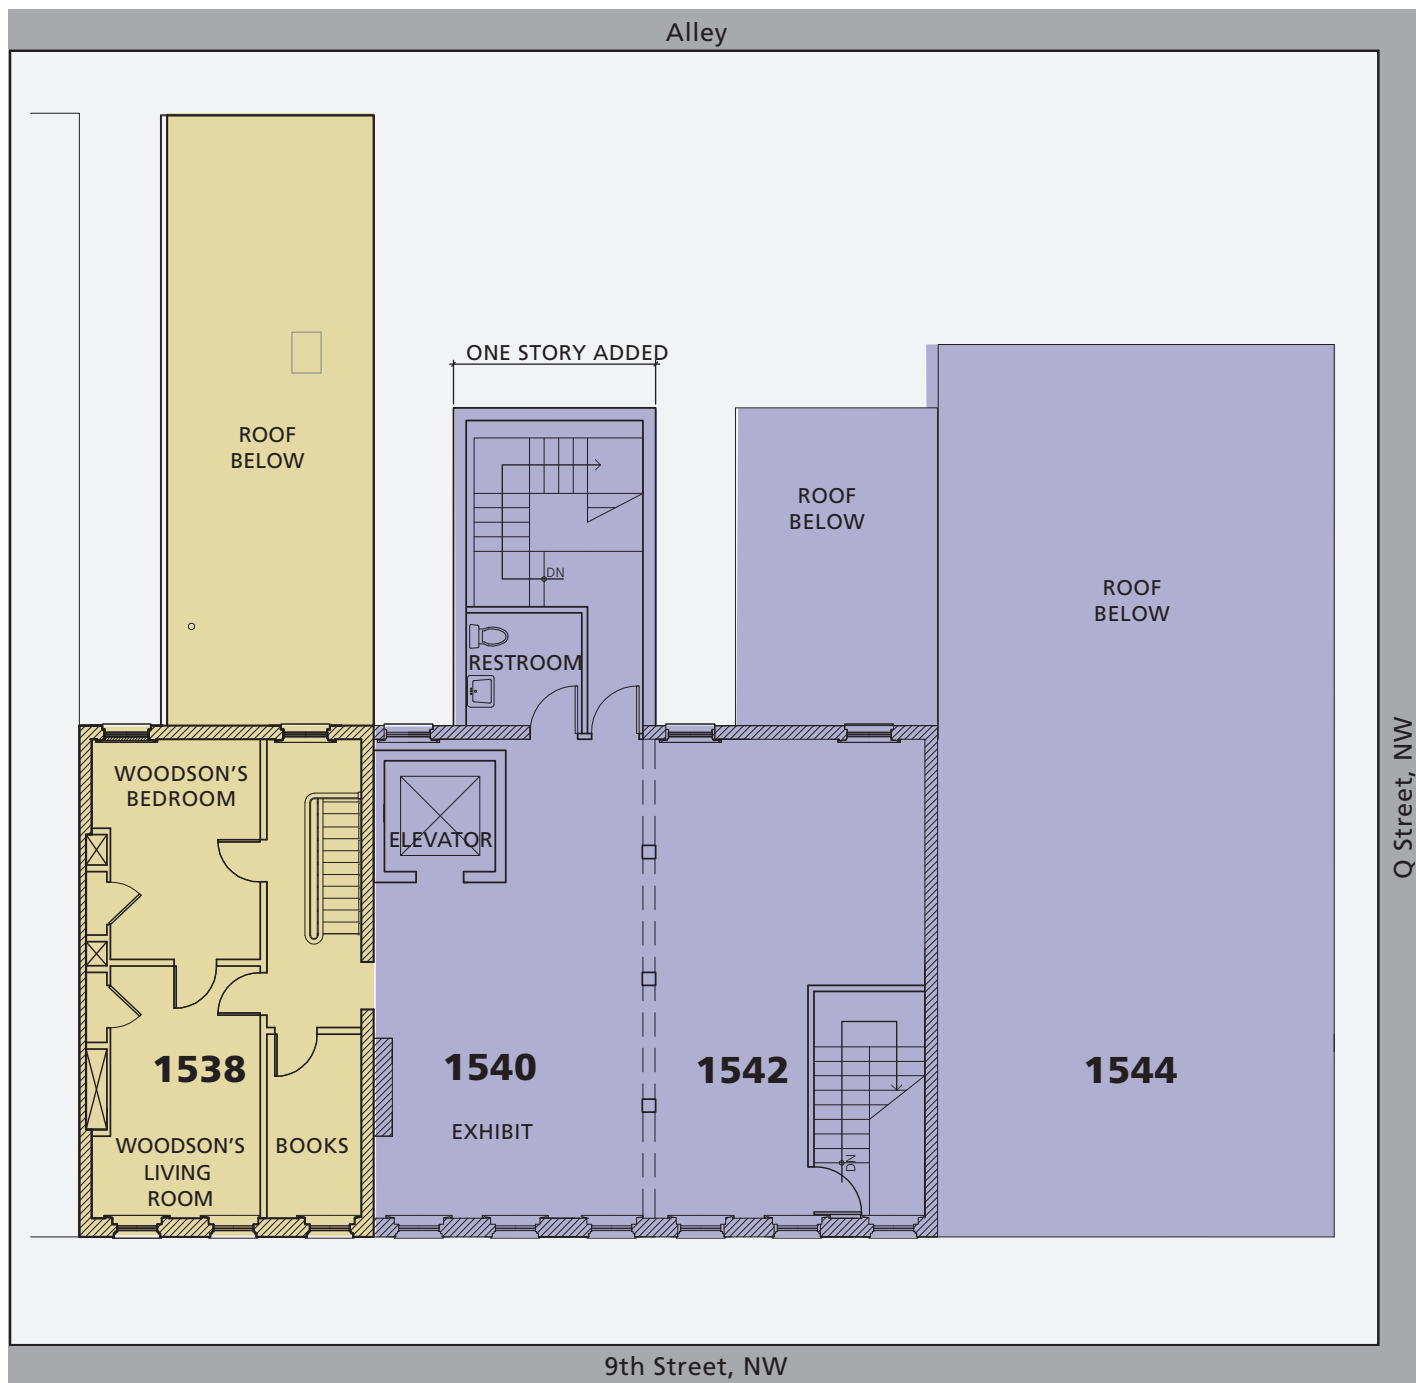 Alley
ONE STORY ADDED
ROOF
BELOW
ROOF
BELOW
DN
ROOF
BELOW
RESTROOM
WOODSON'S
BEDROOM
ELEVATOR
Q Street, NW
1538
1540
1542
1544
EXHIBIT
WOODSON'S
LIVING
ROOM
BOOKS
DN
9th Street, NW